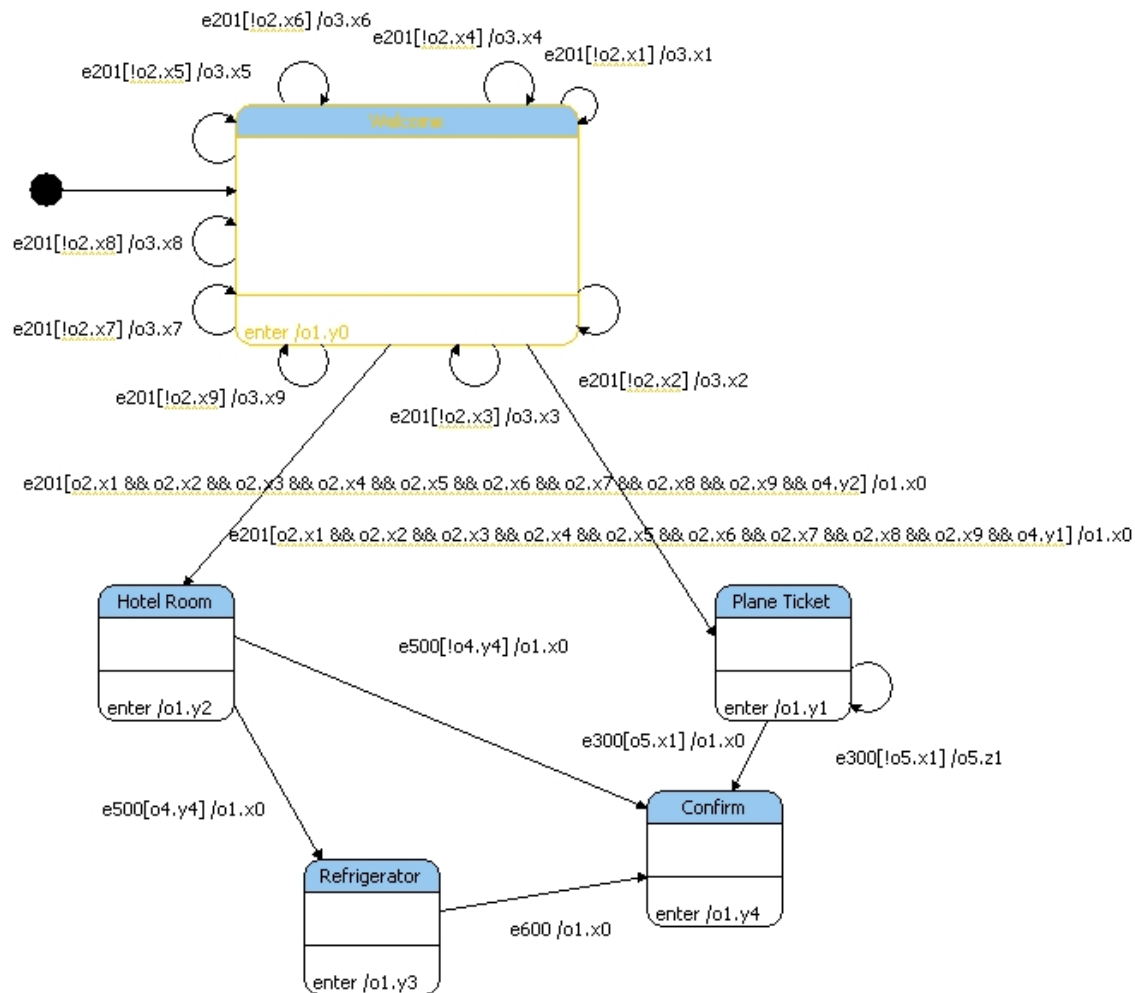 e201[!o2.x6] /o3.x6
e201[!o2.x4] /o3.x4
e201[!o2.x1] /o3.x1
e201[!o2.x5] /o3.x5
Welcome
e201[!o2.x8] /o3.x8
e201[!o2.x7] /o3.x7
enter /o1.y0
e201[!o2.x2] /o3.x2
e201[!o2.x9] /o3.x9
e201[!o2.x3] /o3.x3
e201[o2.x1 && o2.x2 && o2.x3 && o2.x4 && o2.x5 && o2.x6 && o2.x7 && o2.x8 && o2.x9 && o4.y2] /o1.x0
e201[o2.x1 && o2.x2 && o2.x3 && o2.x4 && o2.x5 && o2.x6 && o2.x7 && o2.x8 && o2.x9 && o4.y1] /o1.x0
Hotel Room
Plane Ticket
e500[!o4.y4] /o1.x0
enter /o1.y2
enter /o1.y1
e300[o5.x1] /o1.x0
e300[!o5.x1] /o5.z1
e500[o4.y4] /o1.x0
Confirm
Refrigerator
enter /o1.y4
e600 /o1.x0
enter /o1.y3